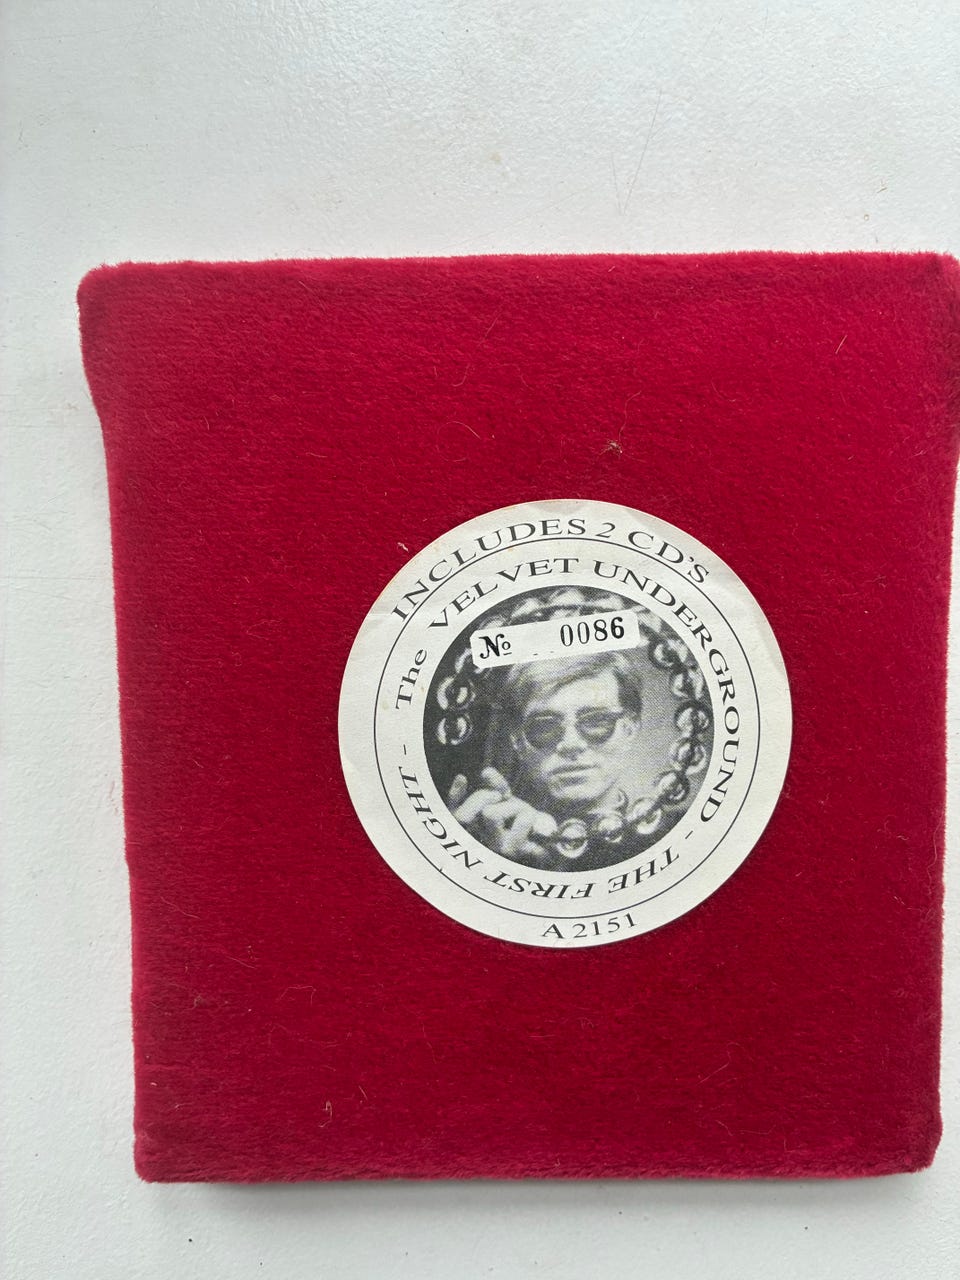 INCLUDES 2 CD'S
The VELVET UNDERGROUND - THE FIRST NIGHT -
№ 0086
A 2151